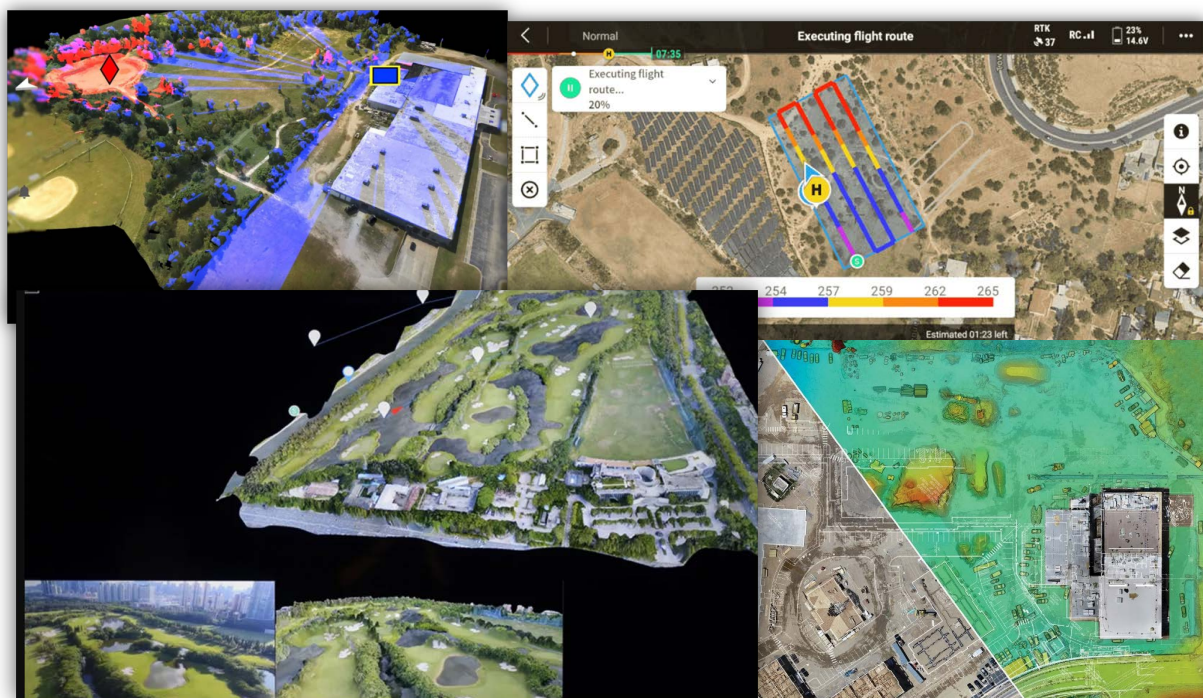 Normal
Executing flight route
RTK
37
RC
23%
14.6V
H
07:35
Executing flight
route...
20%
N
H
S
254 257 259 262 265
Estimated 01:23 left